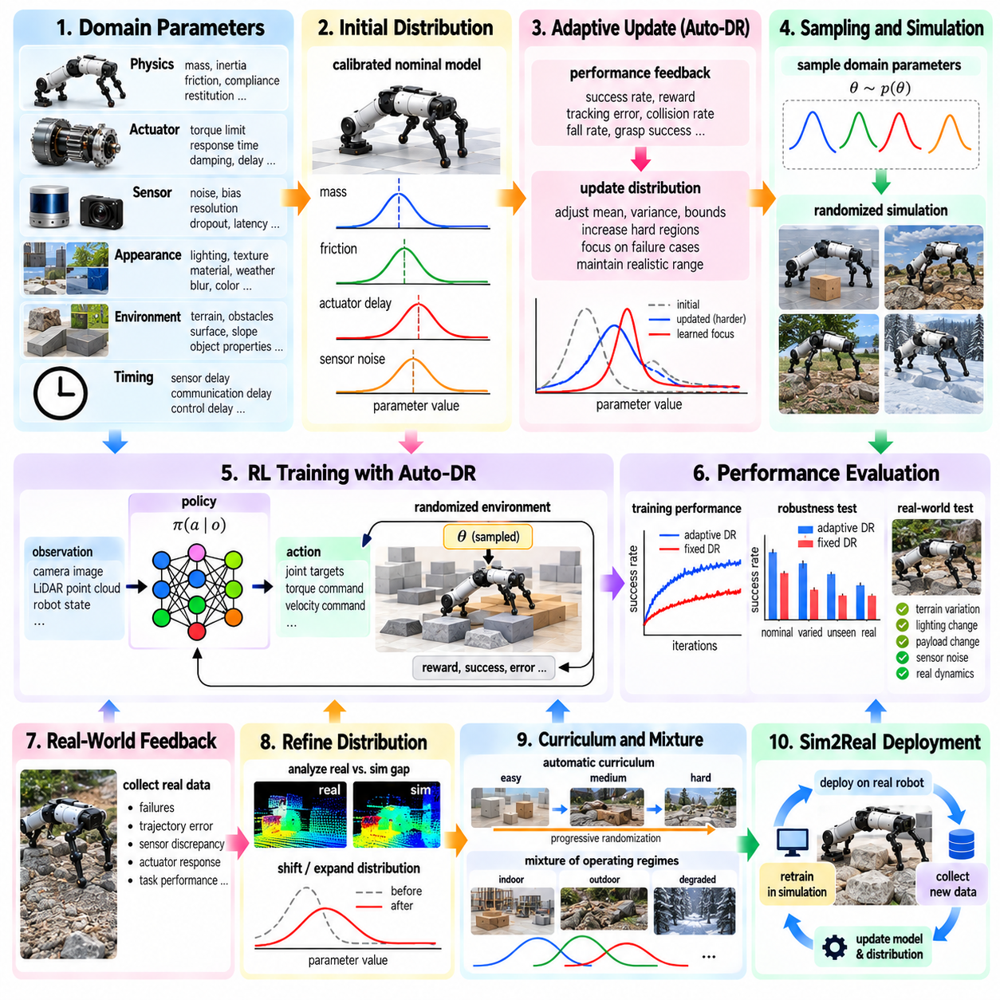 1. Domain Parameters
Physics
mass, inertia
friction, compliance
restitution ...
Actuator
torque limit
response time
damping, delay ...
Sensor
noise, bias
resolution
dropout, latency ...
Appearance
lighting, texture
material, weather
blur, color ...
Environment
terrain, obstacles
surface, slope
object properties ...
Timing
sensor delay
communication delay
control delay ...
2. Initial Distribution
calibrated nominal model
mass
friction
actuator delay
sensor noise
parameter value
3. Adaptive Update (Auto-DR)
performance feedback
success rate, reward
tracking error, collision rate
fall rate, grasp success ...
update distribution
adjust mean, variance, bounds
increase hard regions
focus on failure cases
maintain realistic range
initial
updated (harder)
learned focus
parameter value
4. Sampling and Simulation
sample domain parameters
θ ~ p(θ)
randomized simulation
5. RL Training with Auto-DR
observation
camera image
LiDAR point cloud
robot state
...
policy
π(a | o)
action
joint targets
torque command
velocity command
...
randomized environment
θ (sampled)
reward, success, error ...
6. Performance Evaluation
training performance
adaptive DR
fixed DR
success rate
iterations
robustness test
adaptive DR
fixed DR
success rate
nominal varied unseen real
real-world test
terrain variation
lighting change
payload change
sensor noise
real dynamics
7. Real-World Feedback
collect real data
• failures
• trajectory error
• sensor discrepancy
• actuator response
• task performance ...
8. Refine Distribution
analyze real vs. sim gap
real
sim
shift / expand distribution
before
after
parameter value
9. Curriculum and Mixture
automatic curriculum
easy
medium
hard
progressive randomization
mixture of operating regimes
indoor
outdoor
degraded
...
10. Sim2Real Deployment
deploy on real robot
retrain
in simulation
collect
new data
update model
& distribution